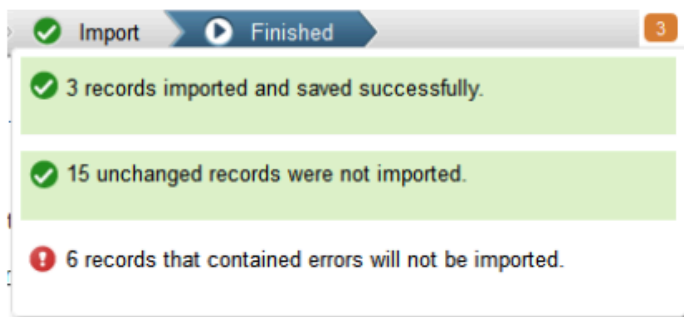 Import
Finished
3
3 records imported and saved successfully.
15 unchanged records were not imported.
6 records that contained errors will not be imported.